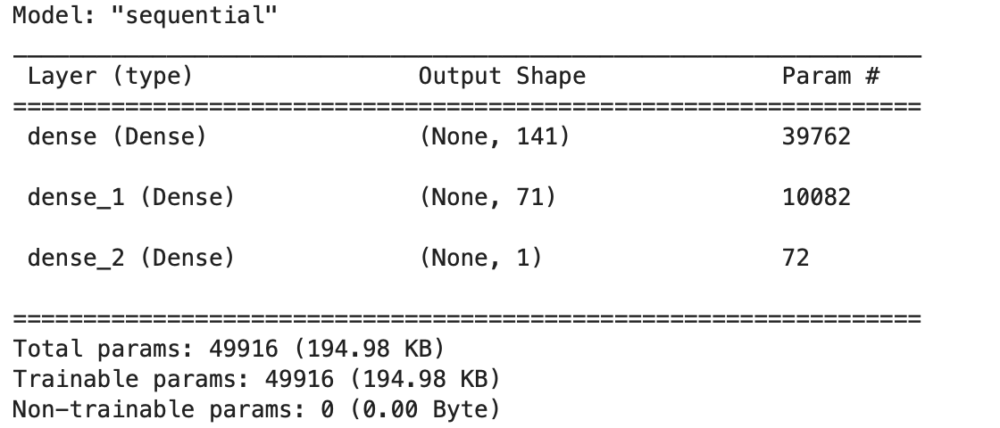 Model: "sequential"
_________________________________________________________________
Layer (type) Output Shape Param #
=================================================================
dense (Dense) (None, 141) 39762
dense_1 (Dense) (None, 71) 10082
dense_2 (Dense) (None, 1) 72
=================================================================
Total params: 49916 (194.98 KB)
Trainable params: 49916 (194.98 KB)
Non-trainable params: 0 (0.00 Byte)